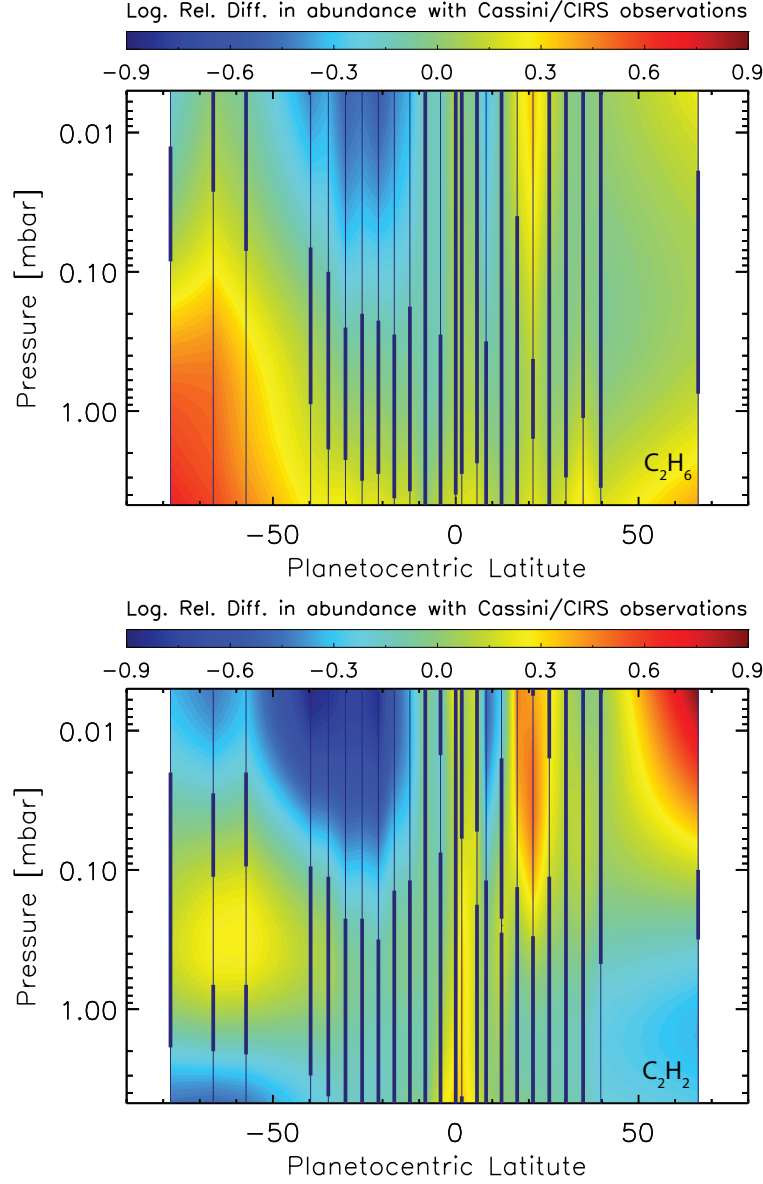 Log. Rel. Diff. in abundance with Cassini/CIRS observations
−0.9 −0.6 −0.3 0.0 0.3 0.6 0.9
0.01
0.10
1.00
Pressure [mbar]
C2H6
−50 0 50
Planetocentric Latitute
Log. Rel. Diff. in abundance with Cassini/CIRS observations
−0.9 −0.6 −0.3 0.0 0.3 0.6 0.9
0.01
0.10
1.00
Pressure [mbar]
C2H2
−50 0 50
Planetocentric Latitute